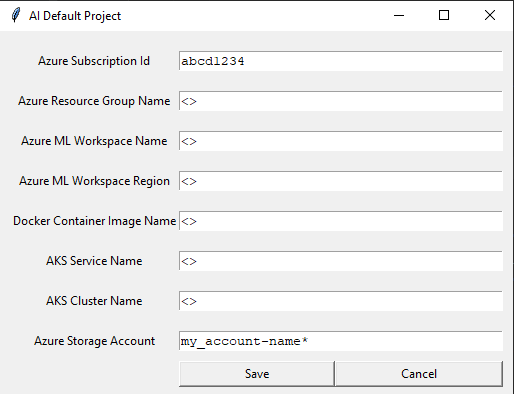 AI Default Project
Azure Subscription Id abcd1234
Azure Resource Group Name <>
Azure ML Workspace Name <>
Azure ML Workspace Region <>
Docker Container Image Name <>
AKS Service Name <>
AKS Cluster Name <>
Azure Storage Account my_account-name*
Save Cancel